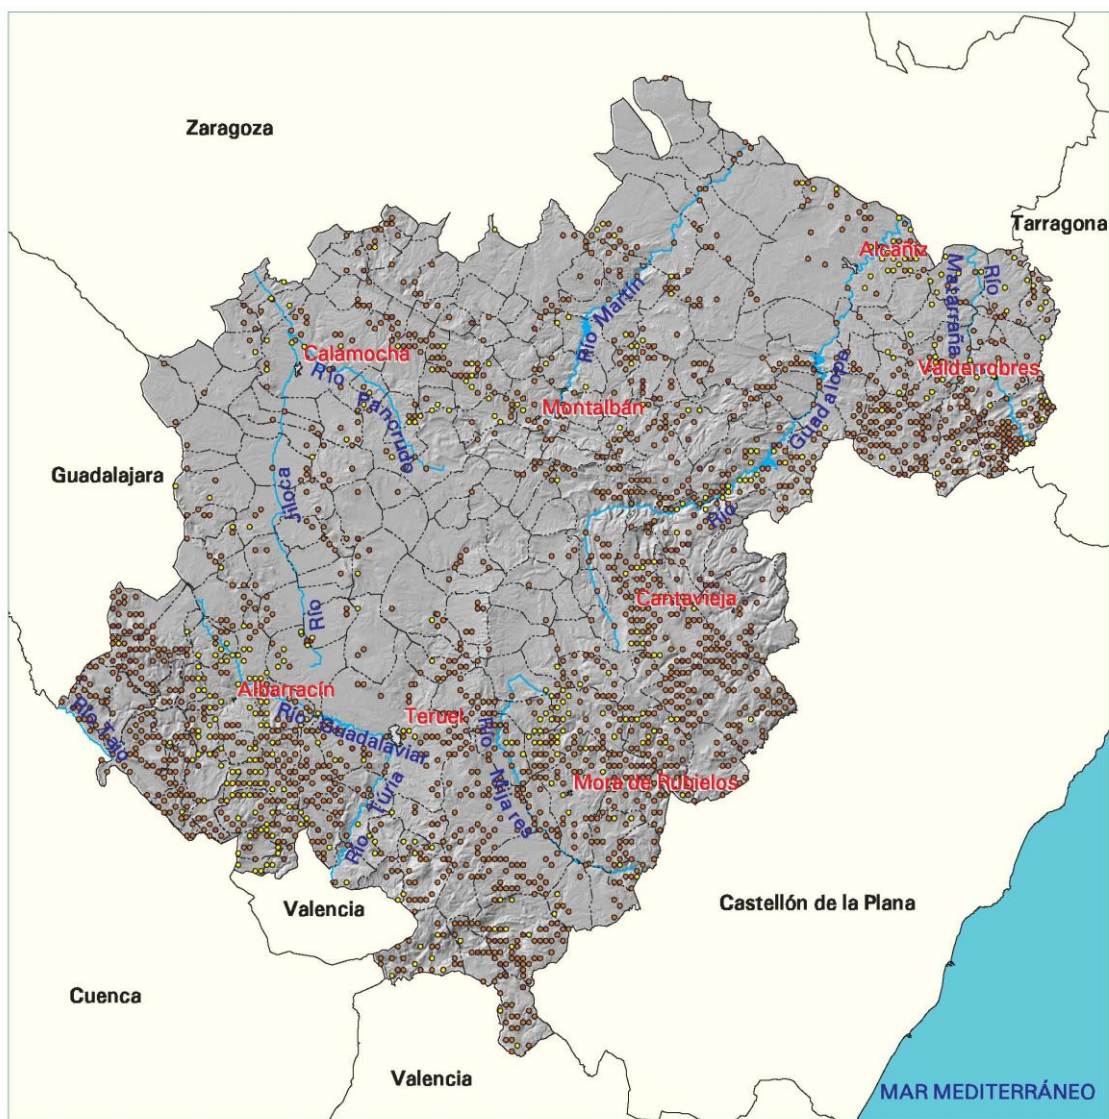 Zaragoza
Tarragona
Alcañiz
Río
Matarraña
Río Martín
Calamocha
Río Pancrudo
Valderrobres
Montalbán
Río Guadalope
Guadalajara
Río Jiloca
Cantavieja
Albarracín
Río Guadalaviar
Teruel
Río Tajo
Río Mijares
Mora de Rubielos
Río Túria
Valencia
Castellón de la Plana
Cuenca
Valencia
MAR MEDITERRÁNEO